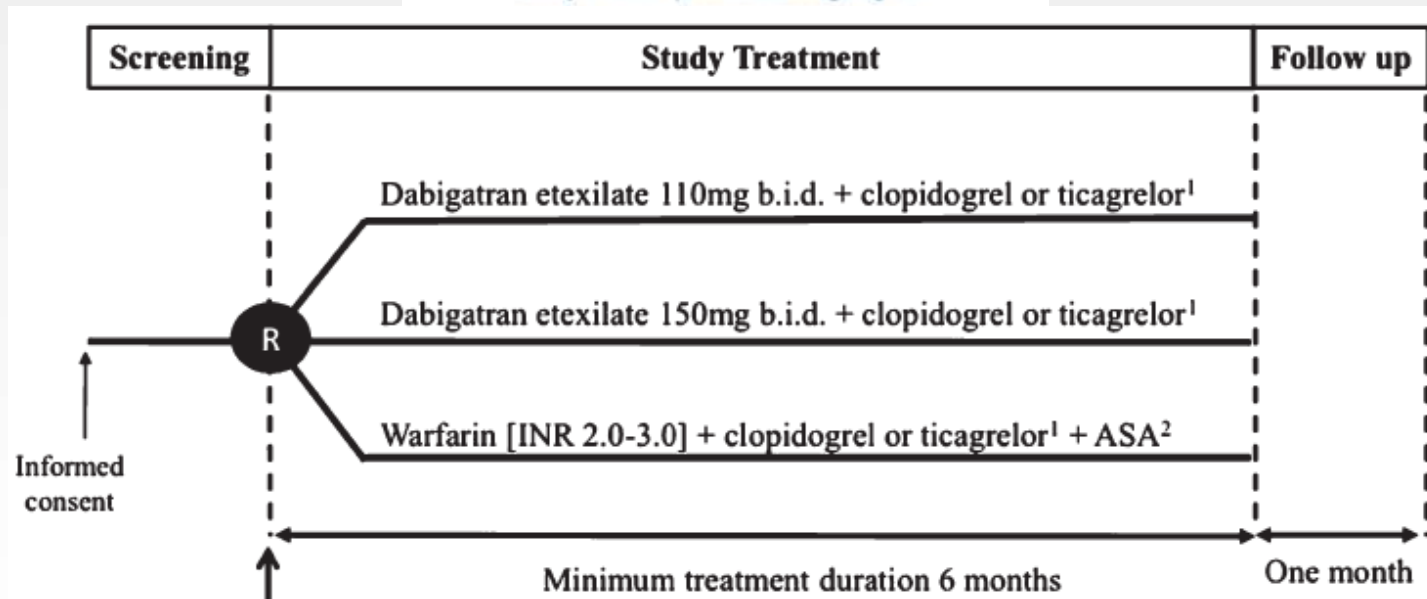 Screening Study Treatment Follow up
Dabigatran etexilate 110mg b.i.d. + clopidogrel or ticagrelor¹
Dabigatran etexilate 150mg b.i.d. + clopidogrel or ticagrelor¹
R
Warfarin [INR 2.0-3.0] + clopidogrel or ticagrelor¹ + ASA²
Informed
consent
Minimum treatment duration 6 months
One month